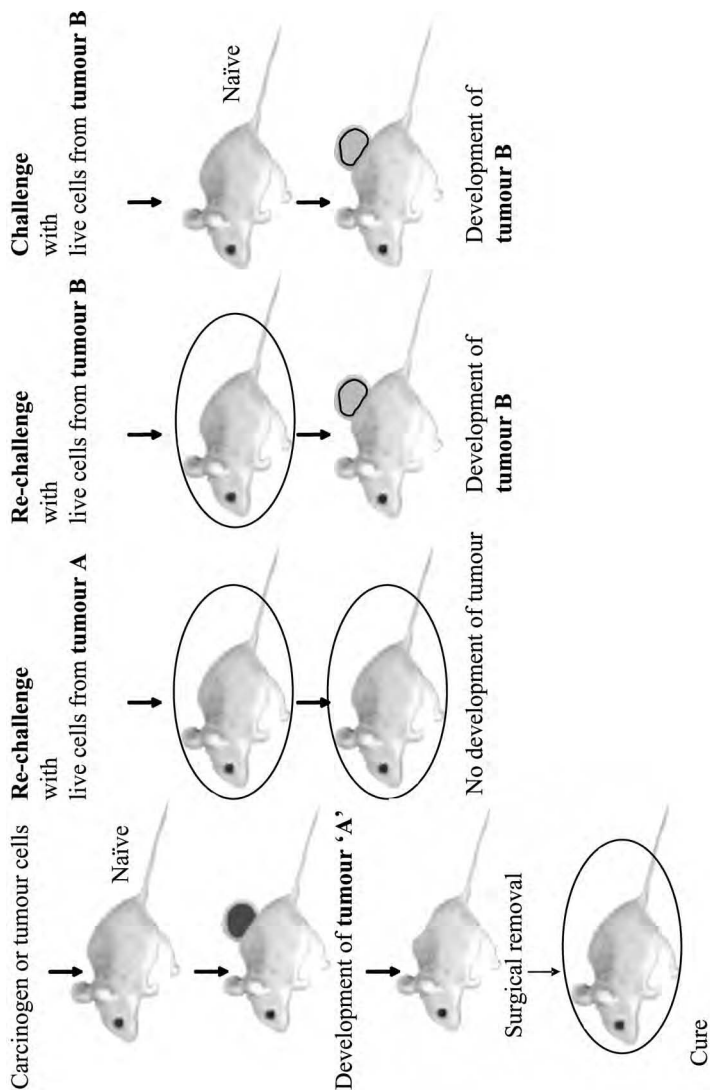 Carcinogen or tumour cells
Naïve
Development of tumour ‘A’
Surgical removal
Cure
Re-challenge
with
live cells from tumour A
No development of tumour
Re-challenge
with
live cells from tumour B
Development of
tumour B
Challenge
with
live cells from tumour B
Naïve
Development of
tumour B